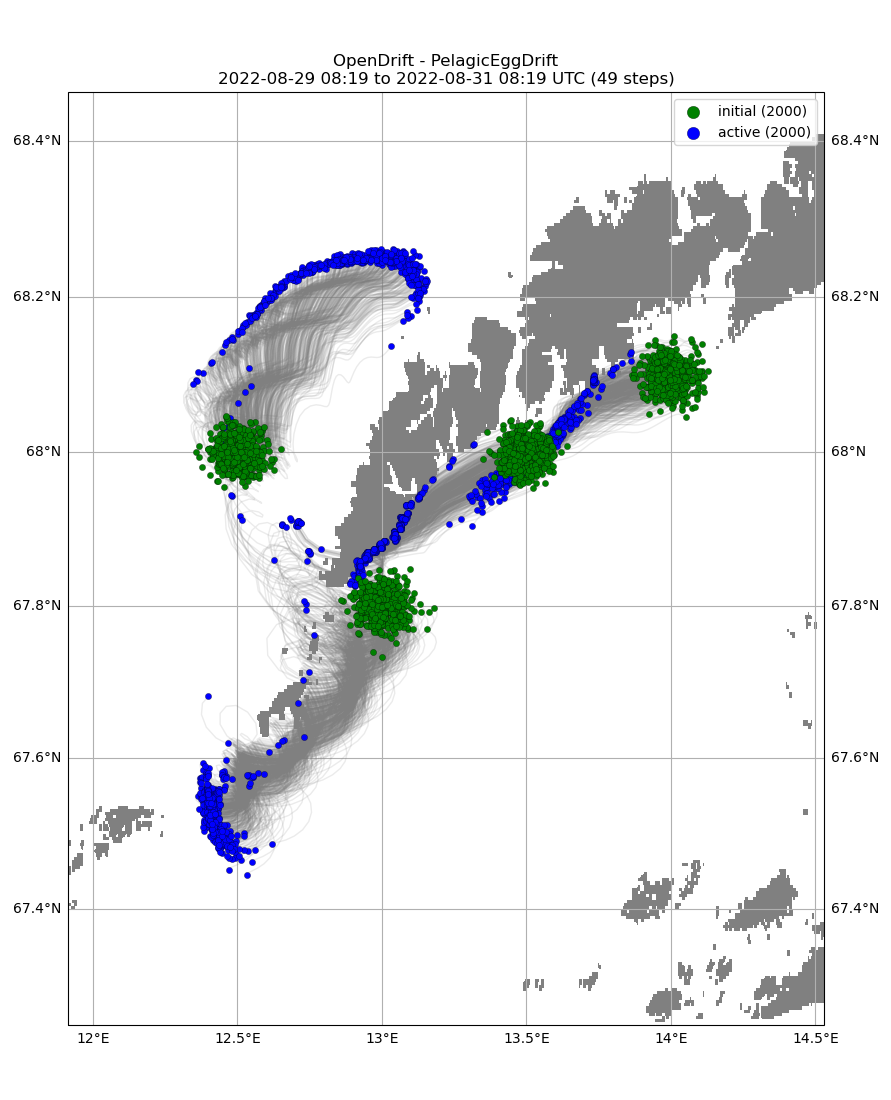 OpenDrift - PelagicEggDrift
2022-08-29 08:19 to 2022-08-31 08:19 UTC (49 steps)
initial (2000)
active (2000)
68.4°N 68.4°N
68.2°N 68.2°N
68°N 68°N
67.8°N 67.8°N
67.6°N 67.6°N
67.4°N 67.4°N
12°E 12.5°E 13°E 13.5°E 14°E 14.5°E